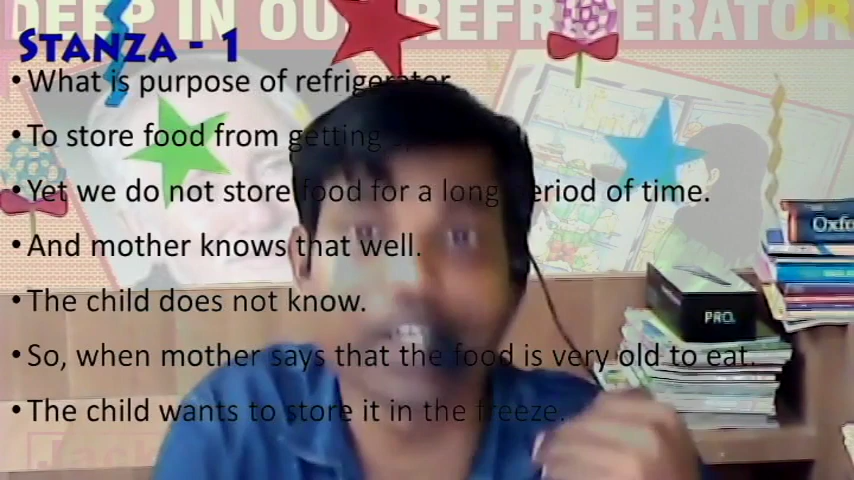 DEEP IN OUR REFRIGERATOR
STANZA - 1
• What is purpose of refrigerator
• To store food from getting
• Yet we do not store food for a long period of time.
• And mother knows that well.
• The child does not know.
• So, when mother says that the food is very old to eat.
• The child wants to store it in the freeze.
Oxfo
PRO.